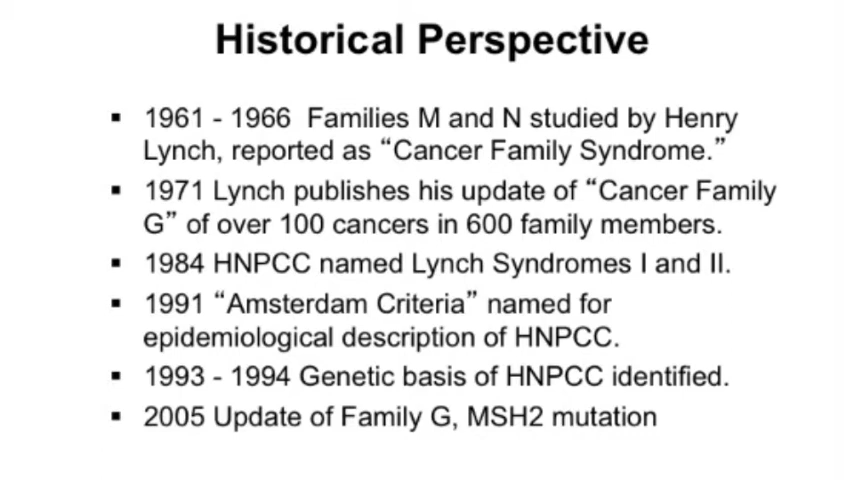 Historical Perspective
▪ 1961 - 1966  Families M and N studied by Henry
Lynch, reported as “Cancer Family Syndrome.”
▪ 1971 Lynch publishes his update of “Cancer Family
G” of over 100 cancers in 600 family members.
▪ 1984 HNPCC named Lynch Syndromes I and II.
▪ 1991 “Amsterdam Criteria” named for
epidemiological description of HNPCC.
▪ 1993 - 1994 Genetic basis of HNPCC identified.
▪ 2005 Update of Family G, MSH2 mutation